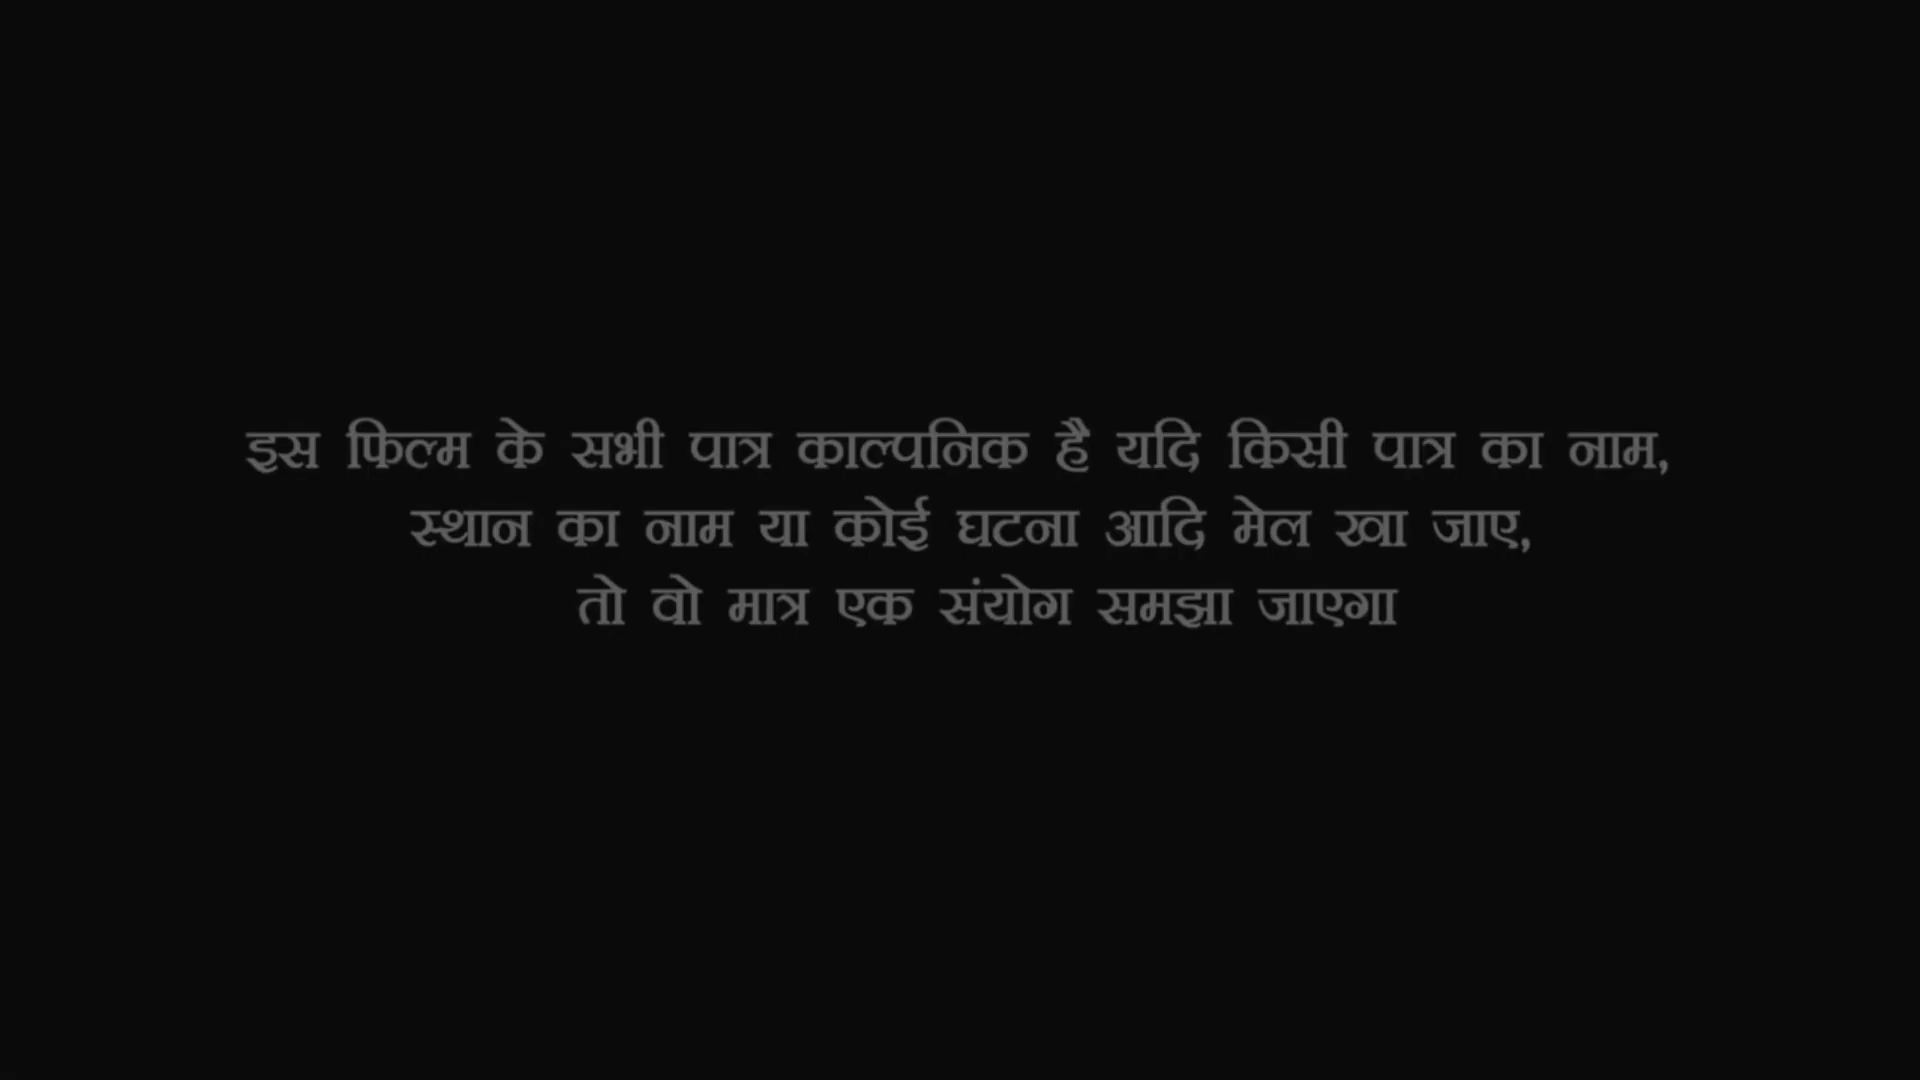 इस फिल्म के सभी पात्र काल्पनिक है यदि किसी पात्र का नाम,
स्थान का नाम या कोई घटना आदि मेल खा जाए,
तो वो मात्र एक संयोग समझा जाएगा